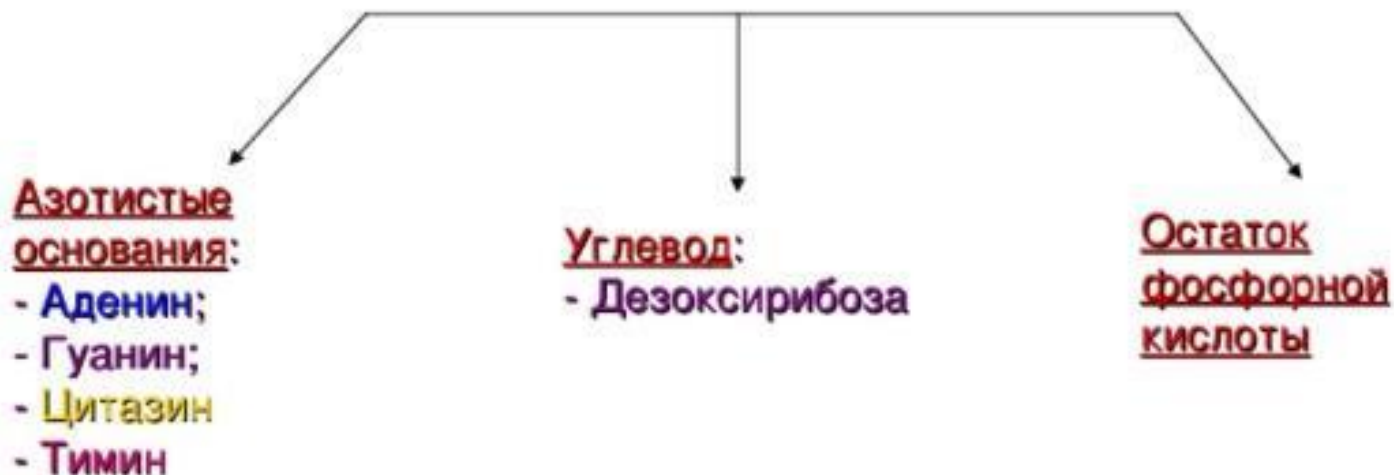 Азотистые
основания:
- Аденин;
- Гуанин;
- Цитазин
- Тимин
Углевод:
- Дезоксирибоза
Остаток
фосфорной
кислоты